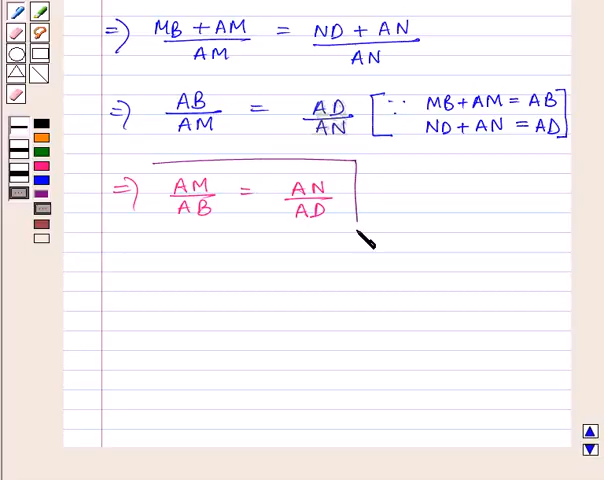 ⇒) (MB + AM)/AM = (ND + AN)/AN
⇒) AB/AM = AD/AN [∵ MB+AM = AB
ND+AN = AD]
⇒) AM/AB = AN/AD